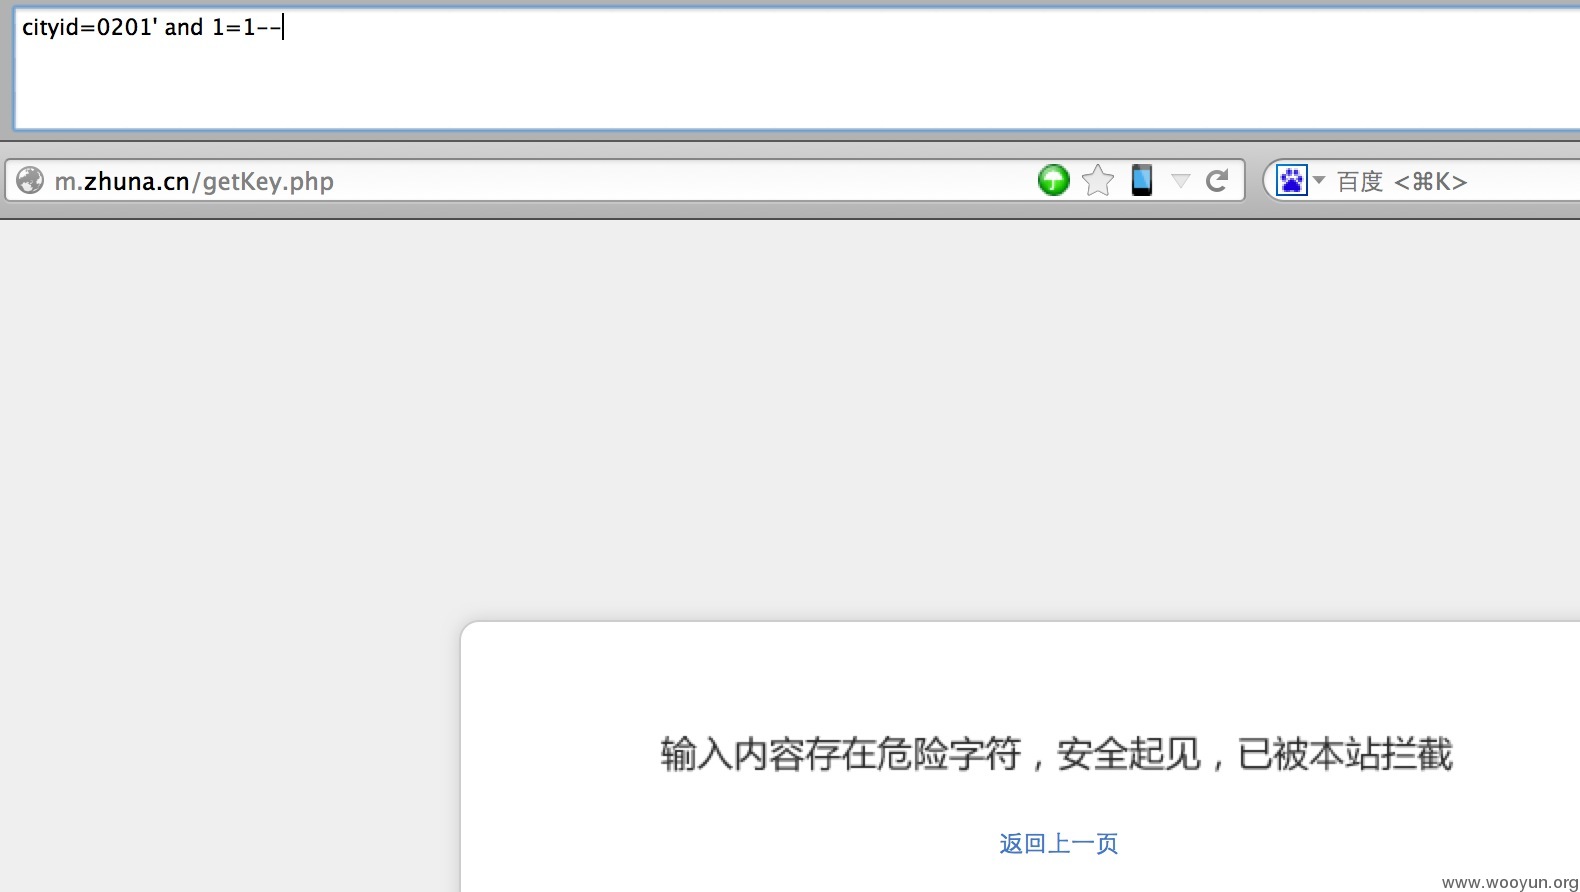 cityid=0201' and 1=1--
m.zhuna.cn/getKey.php
百度 <⌘K>
输入内容存在危险字符，安全起见，已被本站拦截
返回上一页
www.wooyun.org